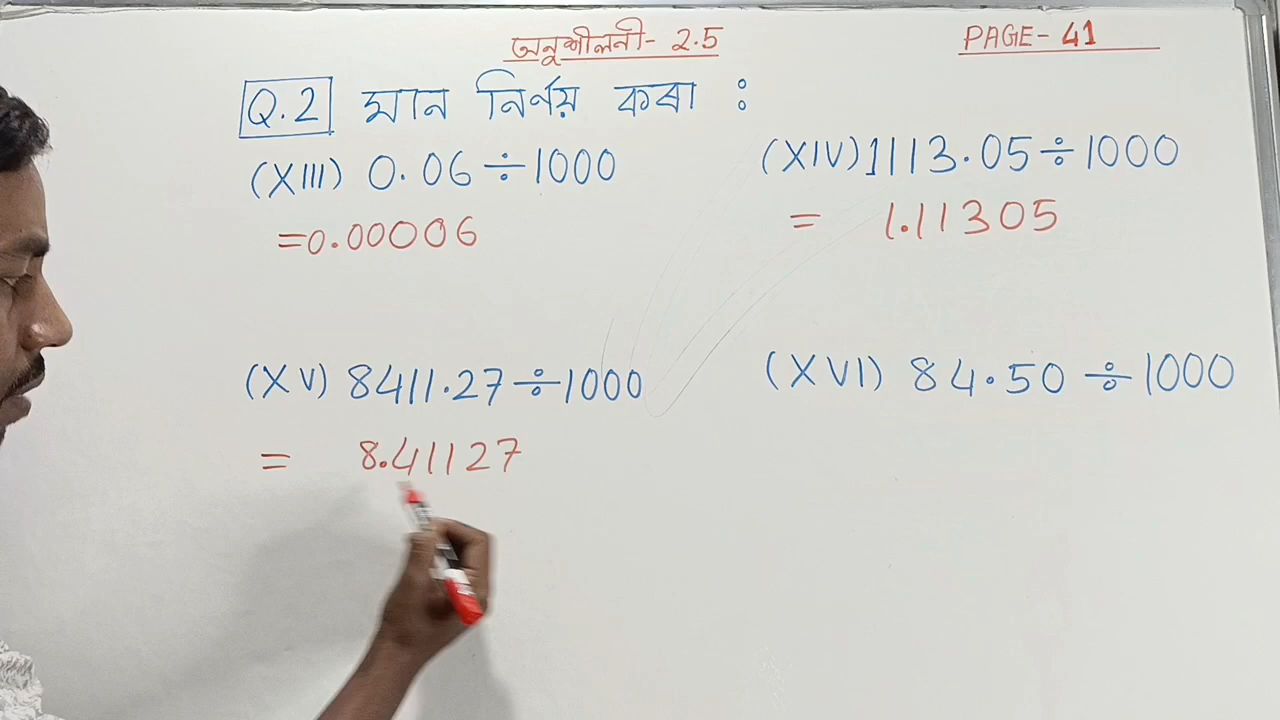 অনুশীলনী- 2.5
PAGE- 41
Q.2 মান নিৰ্ণয় কৰা :
(XIII) 0.06÷1000
=0.00006
(XIV) 1113.05÷1000
= 1.11305
(XV) 8411.27÷1000
= 8.41127
(XVI) 84.50 ÷1000